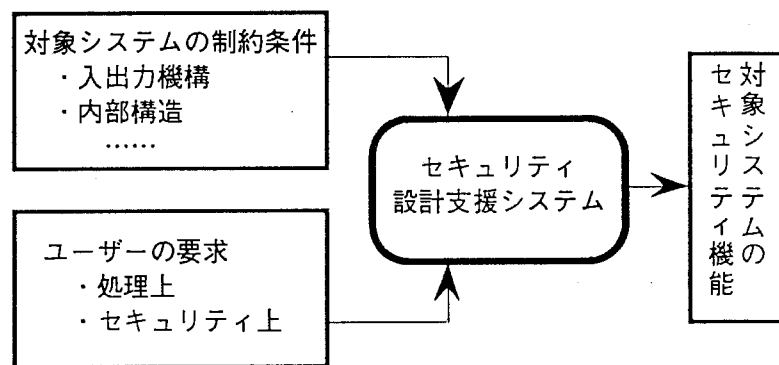 対象システムの制約条件
・入出力機構
・内部構造
……
ユーザーの要求
・処理上
・セキュリティ上
セキュリティ
設計支援システム
対象システムの
セキュリティ機能